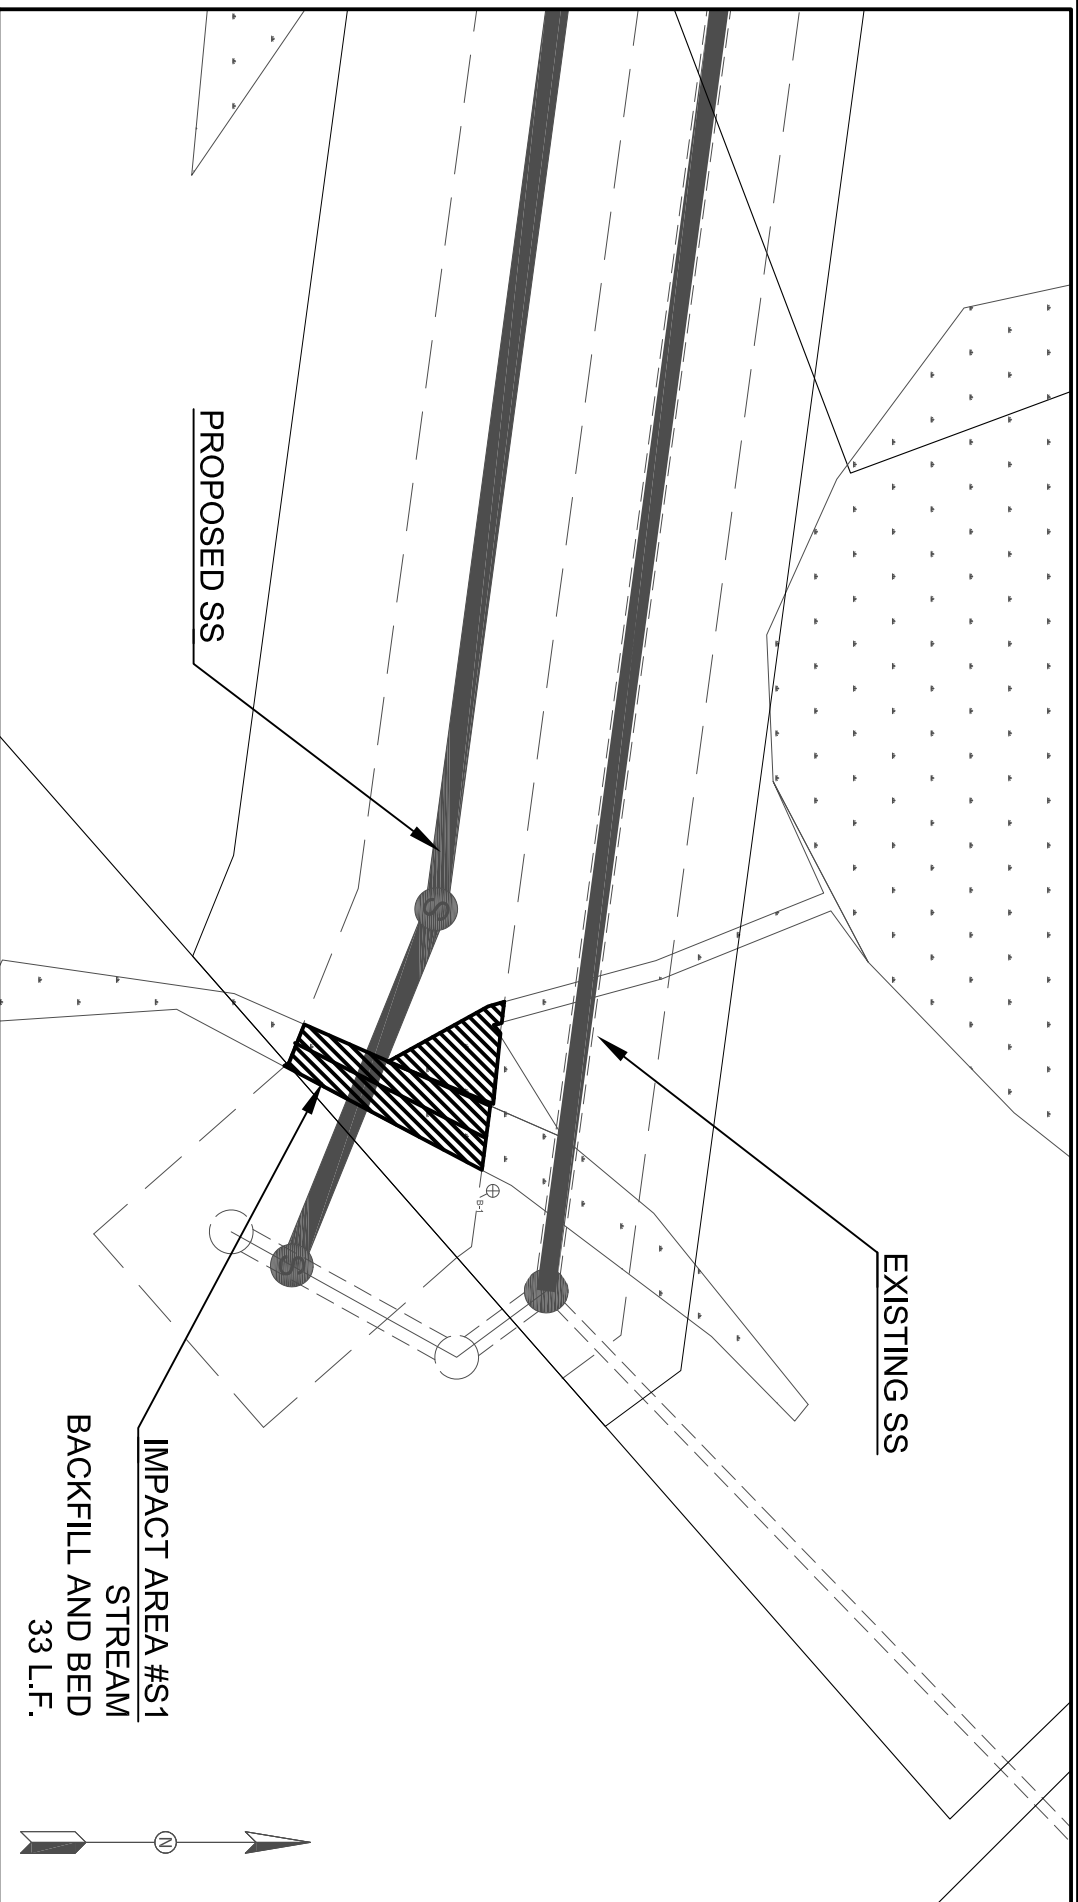 EXISTING SS
PROPOSED SS
S
S
B-1
IMPACT AREA #S1
STREAM
BACKFILL AND BED
33 L.F.
N